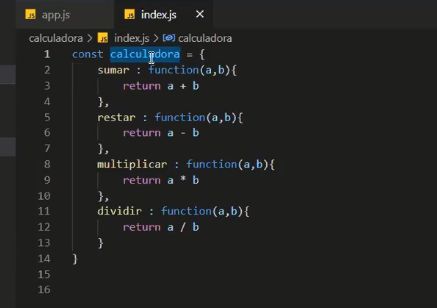 JS app.js JS index.js ×
calculadora > JS index.js > calculadora
1 const calculadora = {
2 sumar : function(a,b){
3 return a + b
4 },
5 restar : function(a,b){
6 return a - b
7 },
8 multiplicar : function(a,b){
9 return a * b
10 },
11 dividir : function(a,b){
12 return a / b
13 }
14 }
15
16